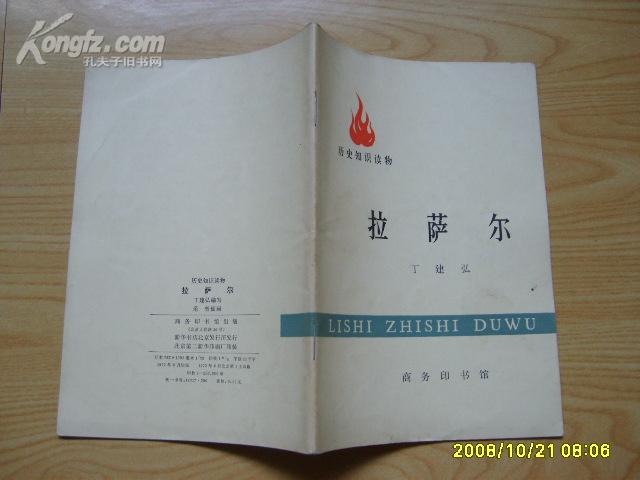 Kongfz.com
孔夫子旧书网
历史知识读物
拉萨尔
丁建弘
LISHI ZHISHI DUWU
商务印书馆
历史知识读物
拉萨尔
丁建弘编写
商务印书馆出版
新华书店北京发行所发行
2008/10/21 08:06